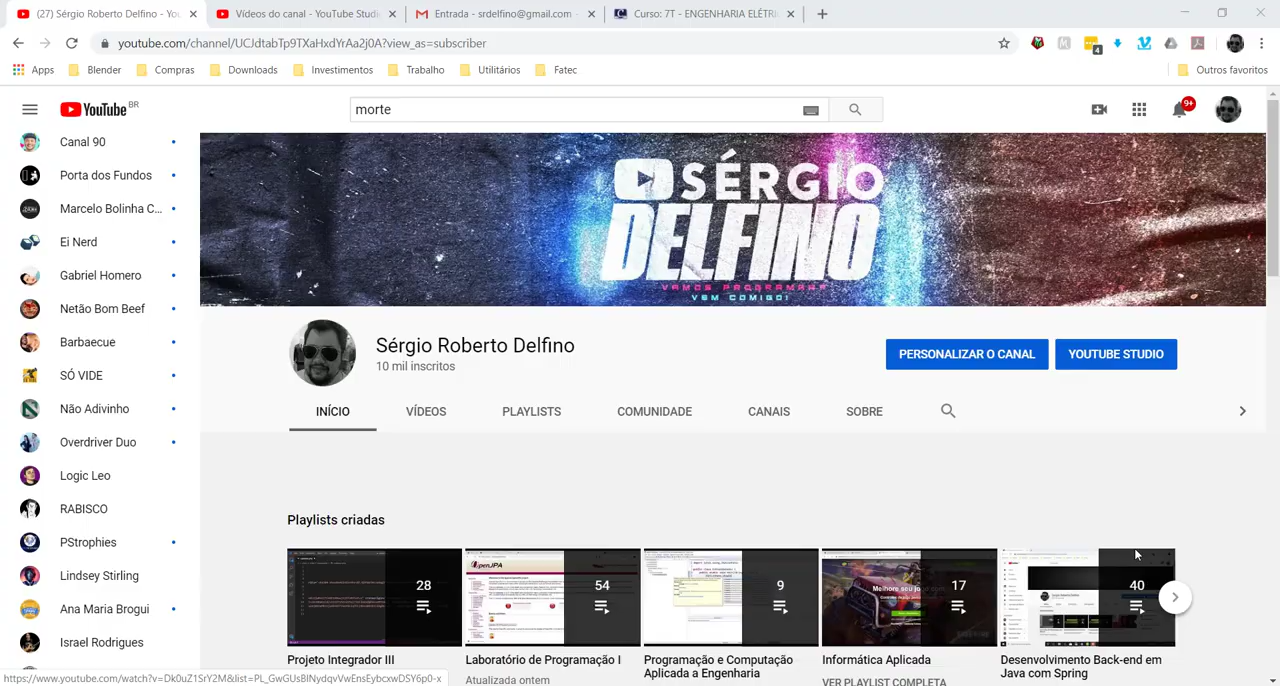 (27) Sérgio Roberto Delfino - You
Vídeos do canal - YouTube Studi
Entrada - srdelfino@gmail.com -
Curso: 7T - ENGENHARIA ELÉTRI
youtube.com/channel/UCJdtabTp9TXaHxdYrAa2j0A?view_as=subscriber
4
Apps
Blender
Compras
Downloads
Investimentos
Trabalho
Utilitários
Fatec
Outros favoritos
YouTube BR
morte
9+
Canal 90
Porta dos Fundos
Marcelo Bolinha C...
Ei Nerd
Gabriel Homero
Netão Bom Beef
Barbaecue
SÓ VIDE
Não Adivinho
Overdriver Duo
Logic Leo
RABISCO
PStrophies
Lindsey Stirling
Ana Maria Brogui
Israel Rodrigues
SÉRGIO
DELFINO
VAMOS PROGRAMAR?
VEM COMIGO!
Sérgio Roberto Delfino
10 mil inscritos
PERSONALIZAR O CANAL
YOUTUBE STUDIO
INÍCIO
VÍDEOS
PLAYLISTS
COMUNIDADE
CANAIS
SOBRE
Playlists criadas
28
54
9
17
40
OpenJPA
Projeto Integrador III
Laboratório de Programação I
Atualizada ontem
Programação e Computação
Aplicada a Engenharia
Informática Aplicada
VER PLAYLIST COMPLETA
Desenvolvimento Back-end em
Java com Spring
https://www.youtube.com/watch?v=Dk0uZ1SrY2M&list=PL_GwGUsBlNydqvVwEnsEybcxwDSY6p0-x